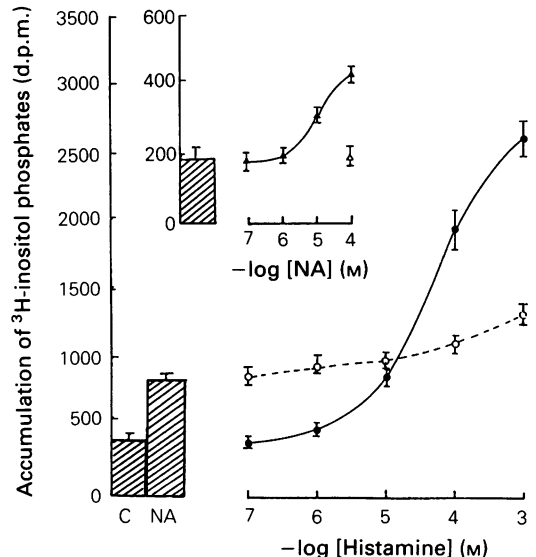 Accumulation of ³H-inositol phosphates (d.p.m.)
3500
3000
2500
2000
1500
1000
500
0
C NA
600
400
200
0
7 6 5 4
−log [NA] (M)
7 6 5 4 3
−log [Histamine] (M)